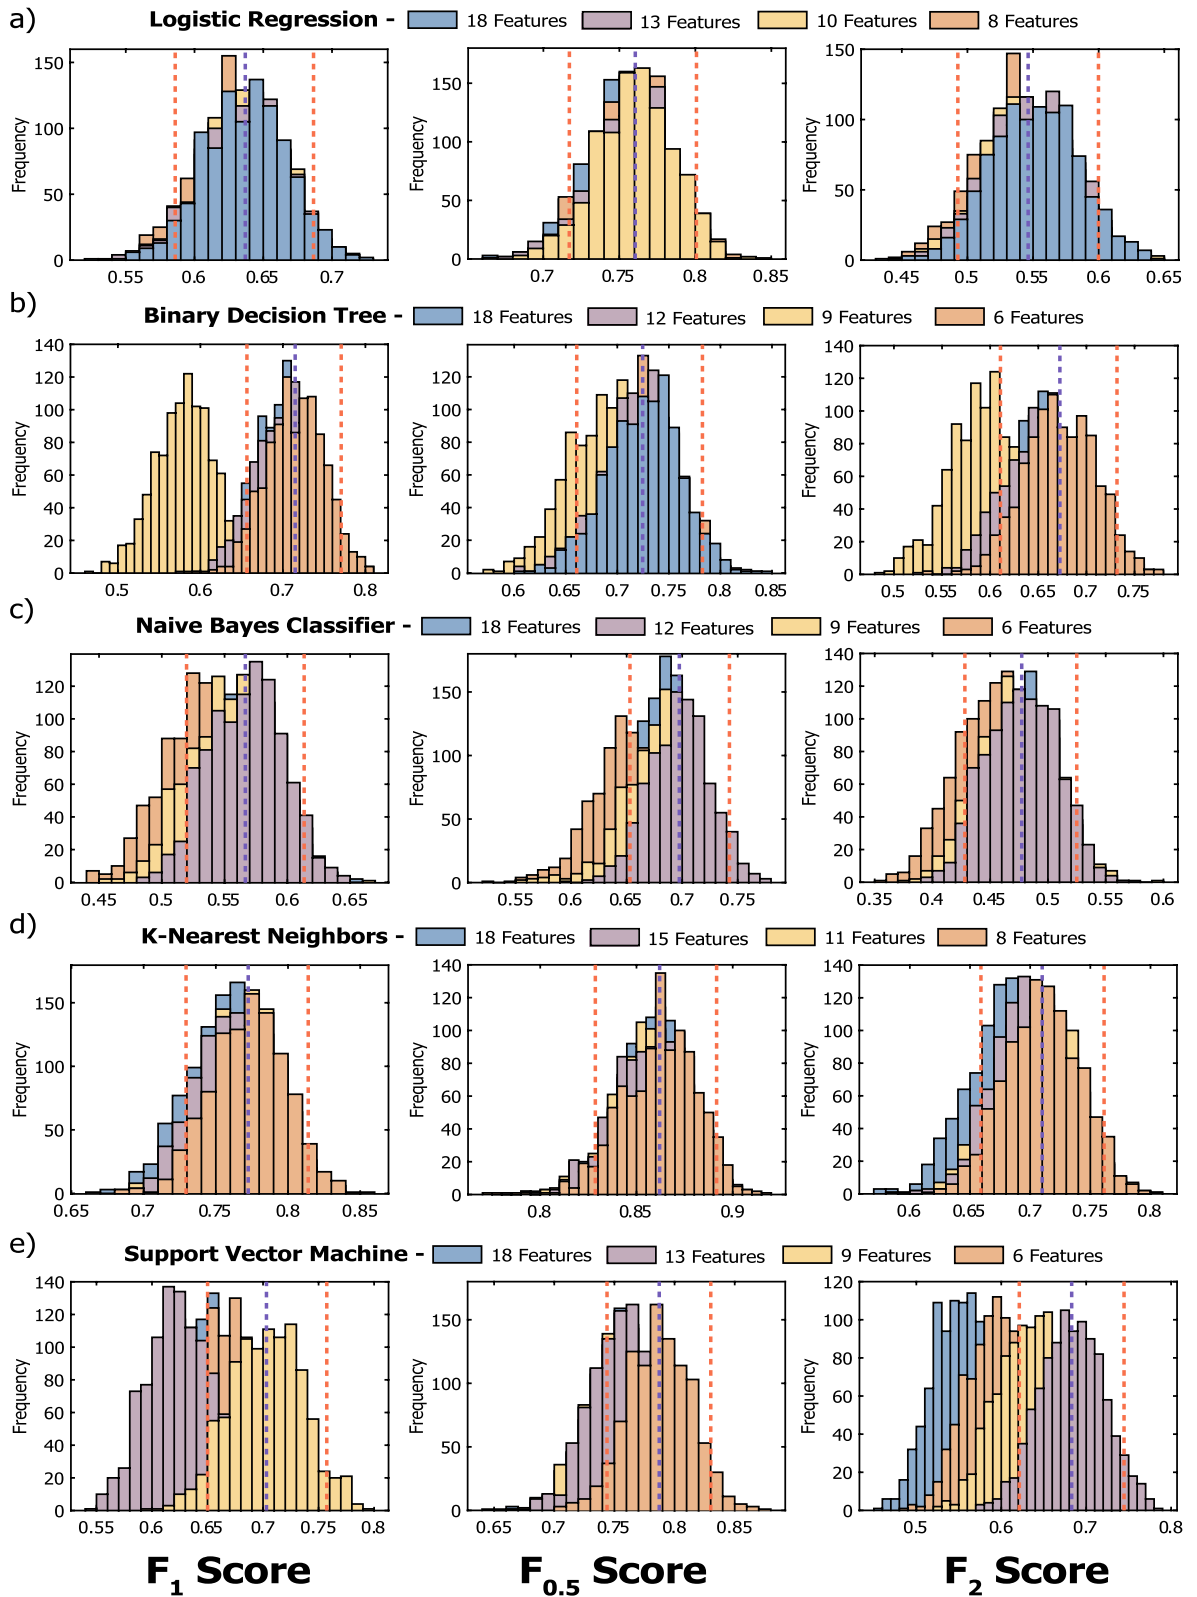 a) Logistic Regression - 18 Features 13 Features 10 Features 8 Features
Frequency
150
100
50
0
0.55 0.6 0.65 0.7
Frequency
150
100
50
0
0.7 0.75 0.8 0.85
Frequency
150
100
50
0
0.45 0.5 0.55 0.6 0.65
b) Binary Decision Tree - 18 Features 12 Features 9 Features 6 Features
Frequency
140
120
100
80
60
40
20
0
0.5 0.6 0.7 0.8
Frequency
140
120
100
80
60
40
20
0
0.6 0.65 0.7 0.75 0.8 0.85
Frequency
140
120
100
80
60
40
20
0
0.5 0.55 0.6 0.65 0.7 0.75
c) Naive Bayes Classifier - 18 Features 12 Features 9 Features 6 Features
Frequency
120
100
80
60
40
20
0
0.45 0.5 0.55 0.6 0.65
Frequency
150
100
50
0
0.5 0.55 0.6 0.65 0.7 0.75
Frequency
140
120
100
80
60
40
20
0
0.35 0.4 0.45 0.5 0.55 0.6
d) K-Nearest Neighbors - 18 Features 15 Features 11 Features 8 Features
Frequency
150
100
50
0
0.65 0.7 0.75 0.8 0.85
Frequency
140
120
100
80
60
40
20
0
0.8 0.85 0.9
Frequency
140
120
100
80
60
40
20
0
0.6 0.65 0.7 0.75 0.8
e) Support Vector Machine - 18 Features 13 Features 9 Features 6 Features
Frequency
140
120
100
80
60
40
20
0
0.55 0.6 0.65 0.7 0.75 0.8
Frequency
150
100
50
0
0.65 0.7 0.75 0.8 0.85
Frequency
120
100
80
60
40
20
0
0.5 0.6 0.7 0.8
F1 Score F0.5 Score F2 Score